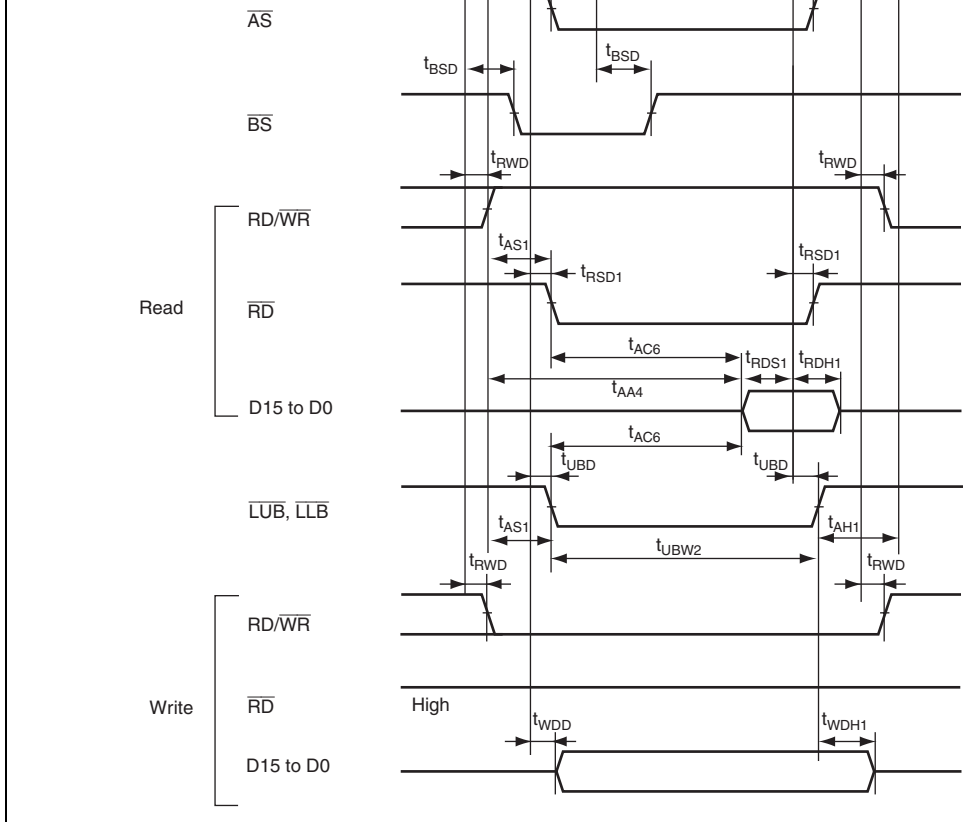 AS
tBSD tBSD
BS
tRWD tRWD
RD/WR
tAS1 tRSD1 tRSD1
Read
RD
tAC6
tRDS1 tRDH1
tAA4
D15 to D0
tAC6
tUBD tUBD
LUB, LLB
tAS1 tAH1
tUBW2
tRWD tRWD
RD/WR
Write
RD
High
tWDD tWDH1
D15 to D0